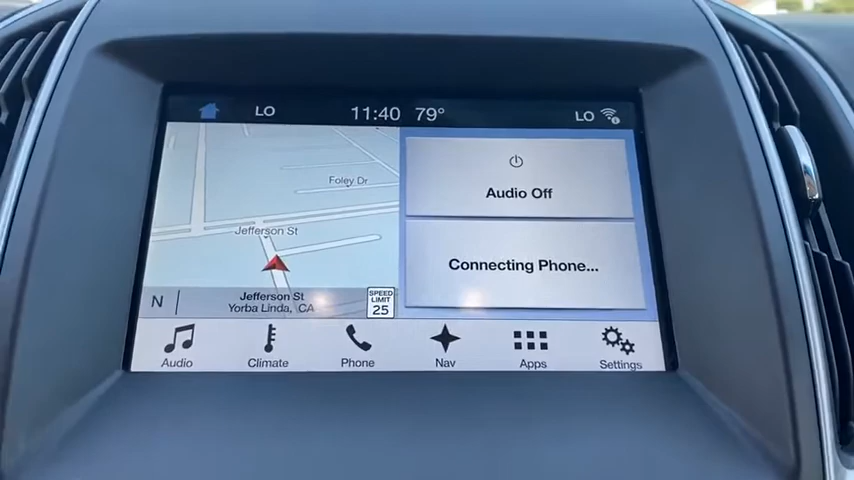 LO 11:40 79° LO
Foley Dr
Jefferson St
N
Jefferson St
Yorba Linda, CA
SPEED
LIMIT
25
Audio Off
Connecting Phone...
Audio Climate Phone Nav Apps Settings